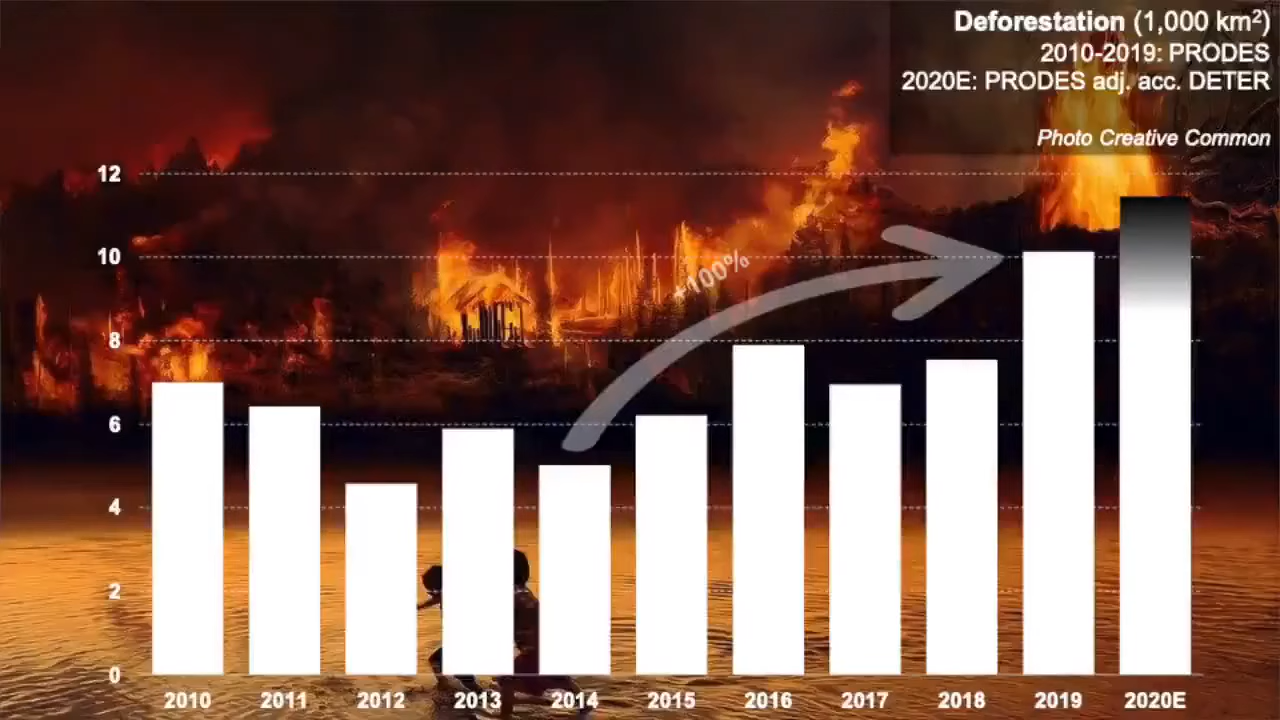 Deforestation (1,000 km²)
2010-2019: PRODES
2020E: PRODES adj. acc. DETER
Photo Creative Common
12
10
+100%
8
6
4
2
0
2010 2011 2012 2013 2014 2015 2016 2017 2018 2019 2020E